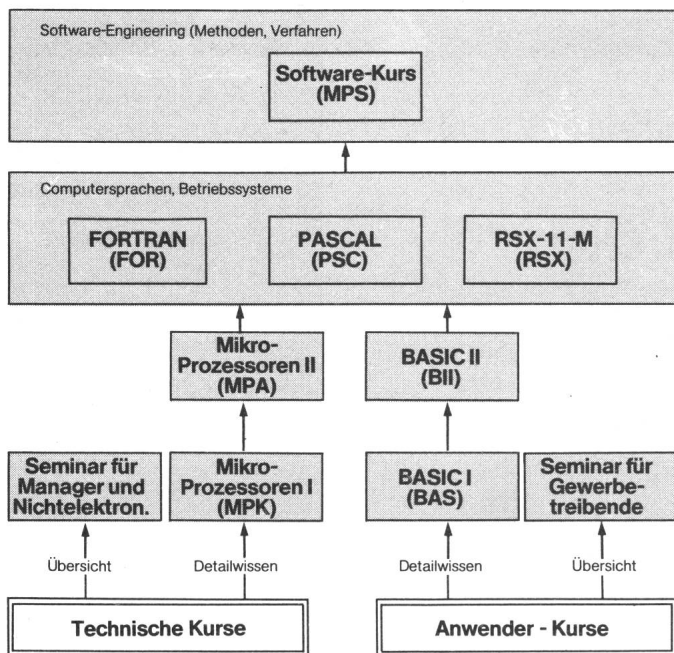 Software-Engineering (Methoden, Verfahren)
Software-Kurs
(MPS)
Computersprachen, Betriebssysteme
FORTRAN
(FOR)
PASCAL
(PSC)
RSX-11-M
(RSX)
Mikro-
Prozessoren II
(MPA)
BASIC II
(BII)
Seminar für
Manager und
Nichtelektron.
Mikro-
Prozessoren I
(MPK)
BASIC I
(BAS)
Seminar für
Gewerbe-
treibende
Übersicht
Detailwissen
Detailwissen
Übersicht
Technische Kurse
Anwender - Kurse